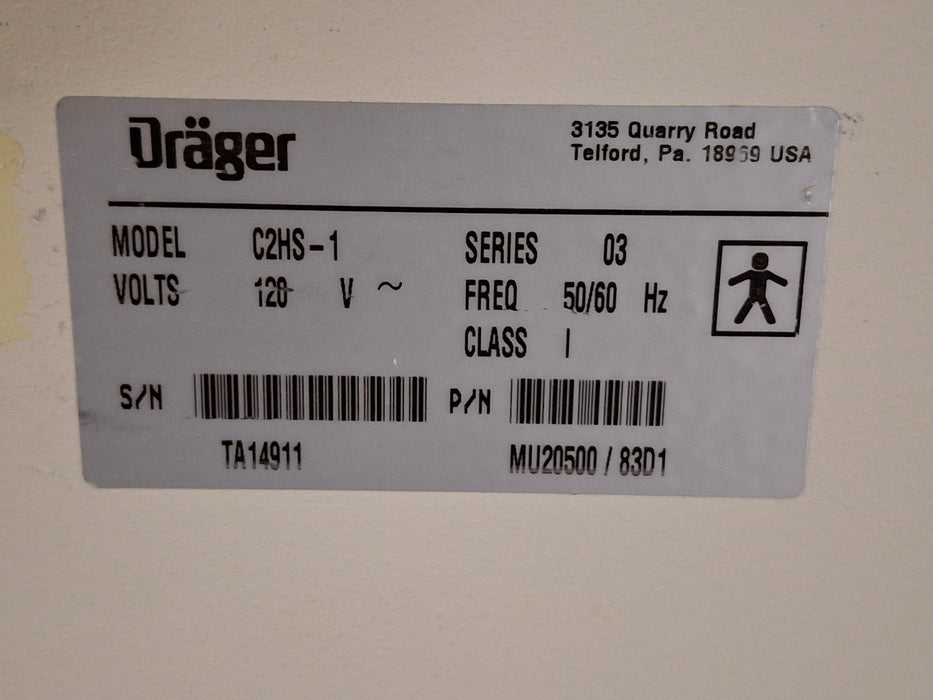 Dräger
3135 Quarry Road
Telford, Pa. 18969 USA
MODEL C2HS-1
SERIES 03
VOLTS 120 V ~
FREQ 50/60 Hz
CLASS I
S/N
P/N
TA14911
MU20500 / 83D1